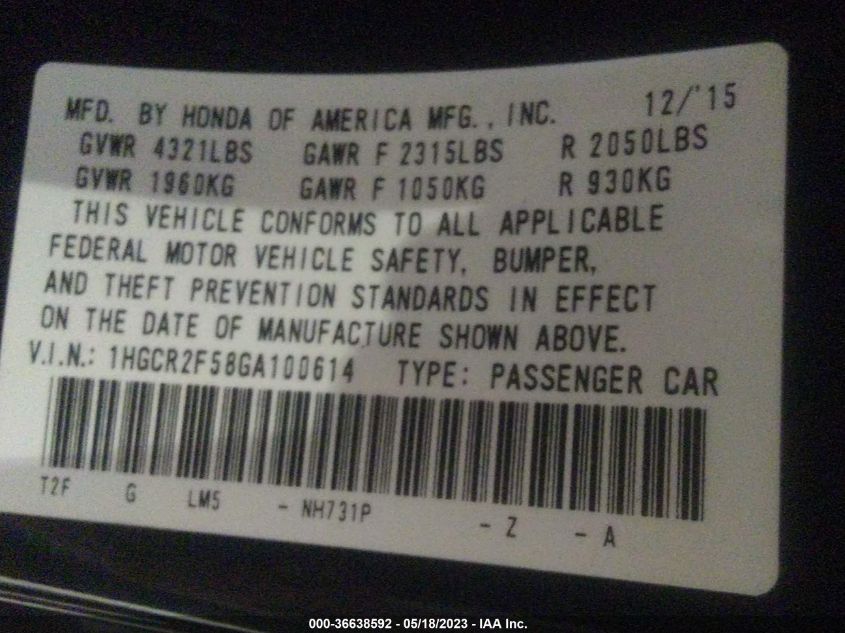 MFD. BY HONDA OF AMERICA MFG., INC. 12/'15
GVWR 4321LBS GAWR F 2315LBS R 2050LBS
GVWR 1960KG GAWR F 1050KG R 930KG
THIS VEHICLE CONFORMS TO ALL APPLICABLE
FEDERAL MOTOR VEHICLE SAFETY, BUMPER,
AND THEFT PREVENTION STANDARDS IN EFFECT
ON THE DATE OF MANUFACTURE SHOWN ABOVE.
V.I.N.: 1HGCR2F58GA100614 TYPE: PASSENGER CAR
T2F G LM5 - NH731P - Z - A
000-36638592 - 05/18/2023 - IAA Inc.